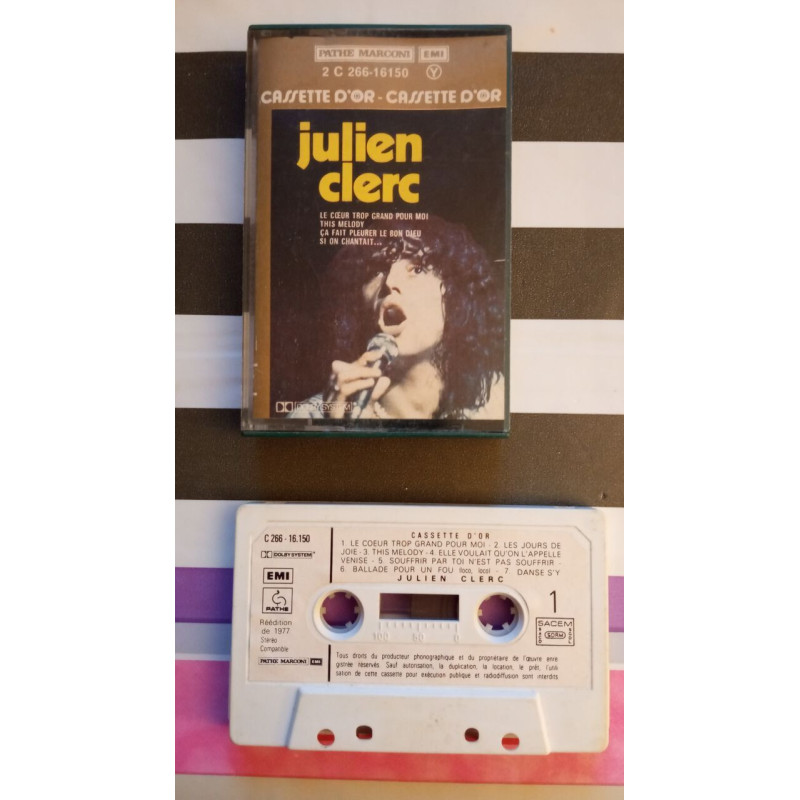 PATHE MARCONI EMI
2 C 266-16150 Y
CASSETTE D'OR - CASSETTE D'OR
julien
clerc
LE CŒUR TROP GRAND POUR MOI
THIS MELODY
ÇA FAIT PLEURER LE BON DIEU
SI ON CHANTAIT...
C 266 - 16.150
DOLBY SYSTEM
EMI
PATHE
Réédition
de 1977
Stéréo
Compatible
PATHE MARCONI EMI
CASSETTE D'OR
1. LE COEUR TROP GRAND POUR MOI - 2. LES JOURS DE
JOIE - 3. THIS MELODY - 4. ELLE VOULAIT QU'ON L'APPELLE
VENISE - 5. SOUFFRIR PAR TOI N'EST PAS SOUFFRIR -
6. BALLADE POUR UN FOU (loco, loco) - 7. DANSE S'Y
JULIEN CLERC
1
100 50 0
SACEM
SDRM
Tous droits du producteur phonographique et du propriétaire de l'œuvre enre
gistrée réservés. Sauf autorisation, la duplication, la location, le prêt, l'utili
sation de cette cassette pour exécution publique et radiodiffusion sont interdits